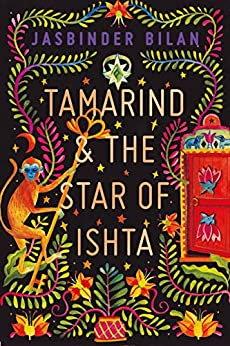 JASBINDER BILAN
TAMARIND
& THE
STAR OF
ISHTA